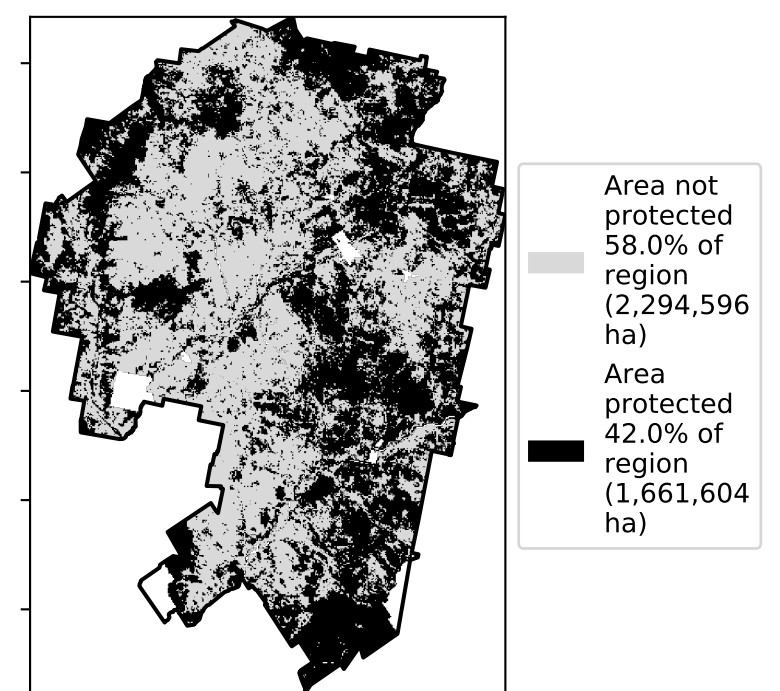 Area not
protected
58.0% of
region
(2,294,596
ha)
Area
protected
42.0% of
region
(1,661,604
ha)